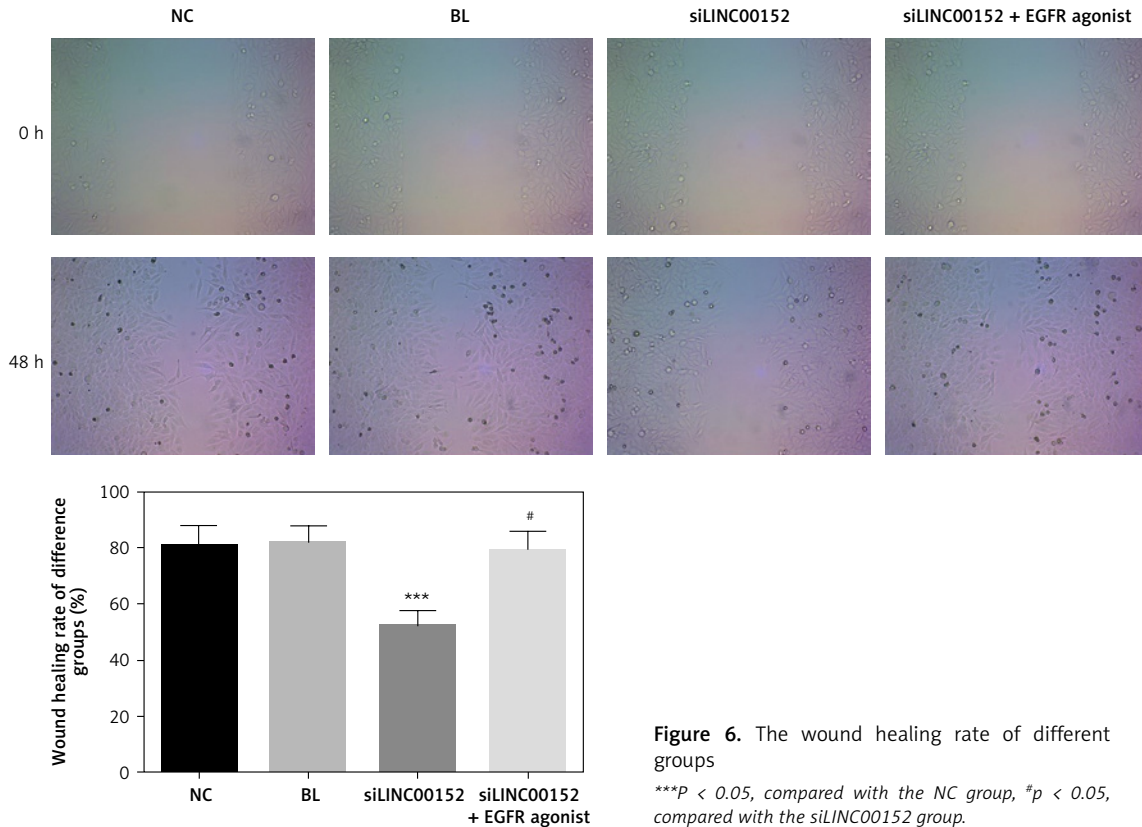 NC BL siLINC00152 siLINC00152 + EGFR agonist
0 h
48 h
Wound healing rate of difference
groups (%)
100
80
60
40
20
0
***
#
NC BL siLINC00152 siLINC00152
+ EGFR agonist
Figure 6. The wound healing rate of different
groups
***P < 0.05, compared with the NC group, #p < 0.05,
compared with the siLINC00152 group.